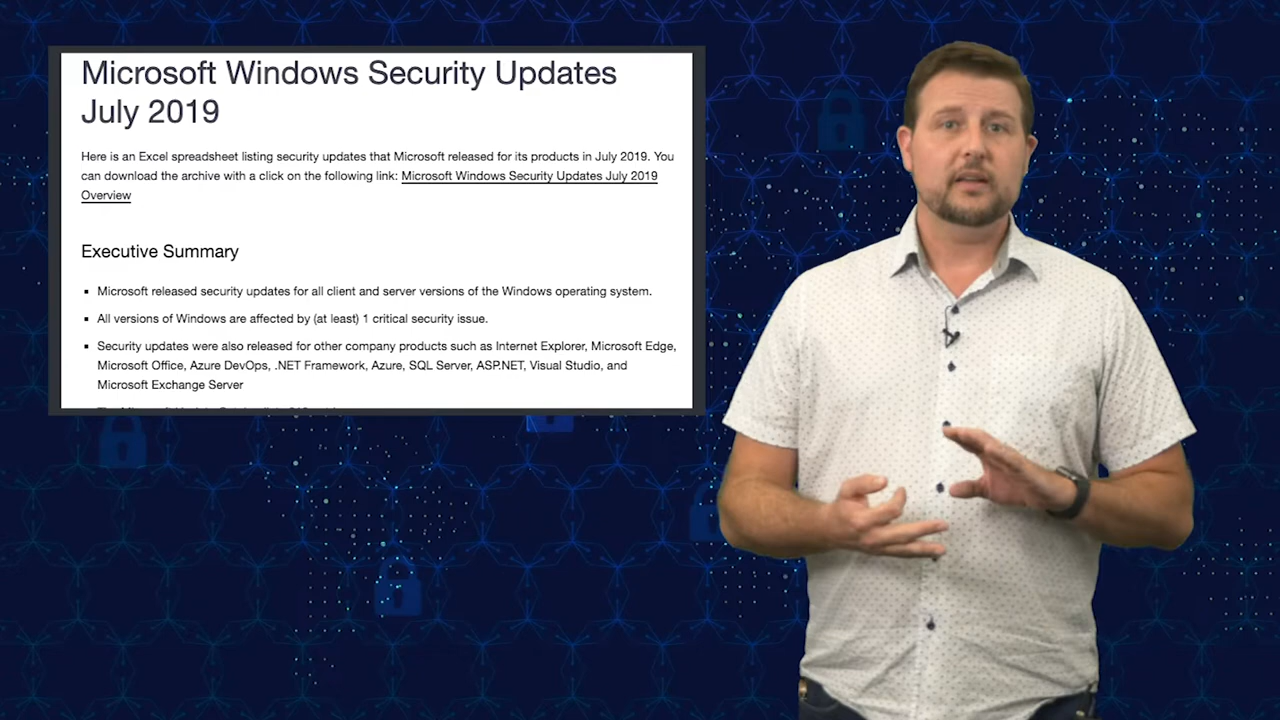 Microsoft Windows Security Updates
July 2019
Here is an Excel spreadsheet listing security updates that Microsoft released for its products in July 2019. You
can download the archive with a click on the following link: Microsoft Windows Security Updates July 2019
Overview
Executive Summary
▪ Microsoft released security updates for all client and server versions of the Windows operating system.
▪ All versions of Windows are affected by (at least) 1 critical security issue.
▪ Security updates were also released for other company products such as Internet Explorer, Microsoft Edge,
Microsoft Office, Azure DevOps, .NET Framework, Azure, SQL Server, ASP.NET, Visual Studio, and
Microsoft Exchange Server